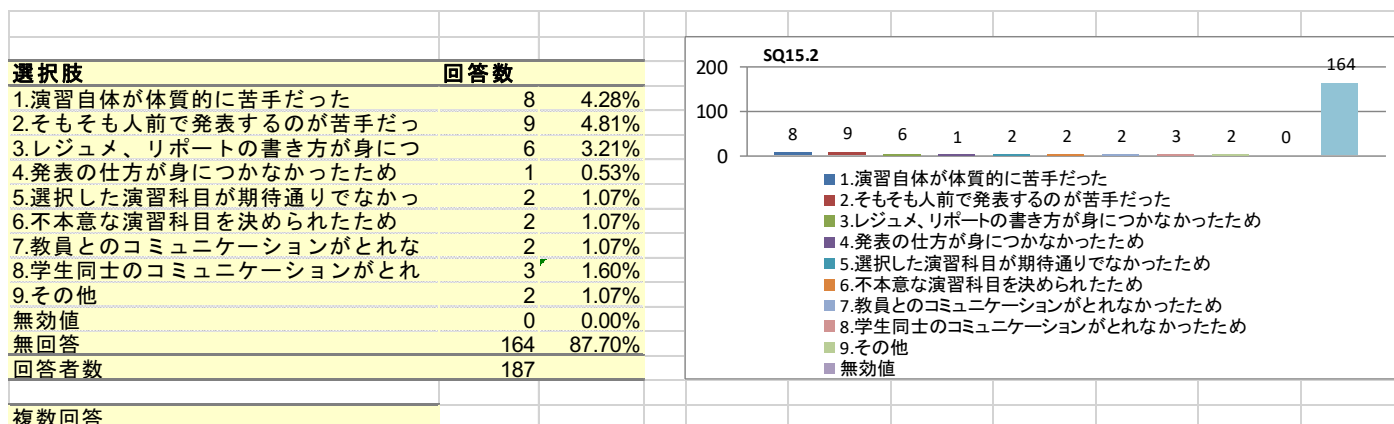 選択肢 回答数
1.演習自体が体質的に苦手だった 8 4.28%
2.そもそも人前で発表するのが苦手だっ 9 4.81%
3.レジュメ、リポートの書き方が身につ 6 3.21%
4.発表の仕方が身につかなかったため 1 0.53%
5.選択した演習科目が期待通りでなかっ 2 1.07%
6.不本意な演習科目を決められたため 2 1.07%
7.教員とのコミュニケーションがとれな 2 1.07%
8.学生同士のコミュニケーションがとれ 3 1.60%
9.その他 2 1.07%
無効値 0 0.00%
無回答 164 87.70%
回答者数 187
複数回答
SQ15.2
200
100
0
8 9 6 1 2 2 2 3 2 0 164
1.演習自体が体質的に苦手だった
2.そもそも人前で発表するのが苦手だった
3.レジュメ、リポートの書き方が身につかなかったため
4.発表の仕方が身につかなかったため
5.選択した演習科目が期待通りでなかったため
6.不本意な演習科目を決められたため
7.教員とのコミュニケーションがとれなかったため
8.学生同士のコミュニケーションがとれなかったため
9.その他
無効値